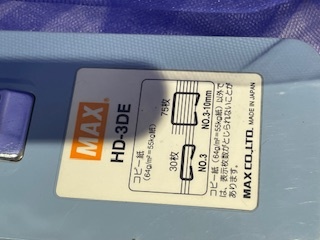 MAX
HD-3DE
コピー紙
(64g/m²=55kg紙)
30枚
NO.3
75枚
NO.3-10mm
コピー紙(64g/m²=55kg紙)以外で
は、表示枚数がとじられないことが
あります。
MAX CO.,LTD. MADE IN JAPAN